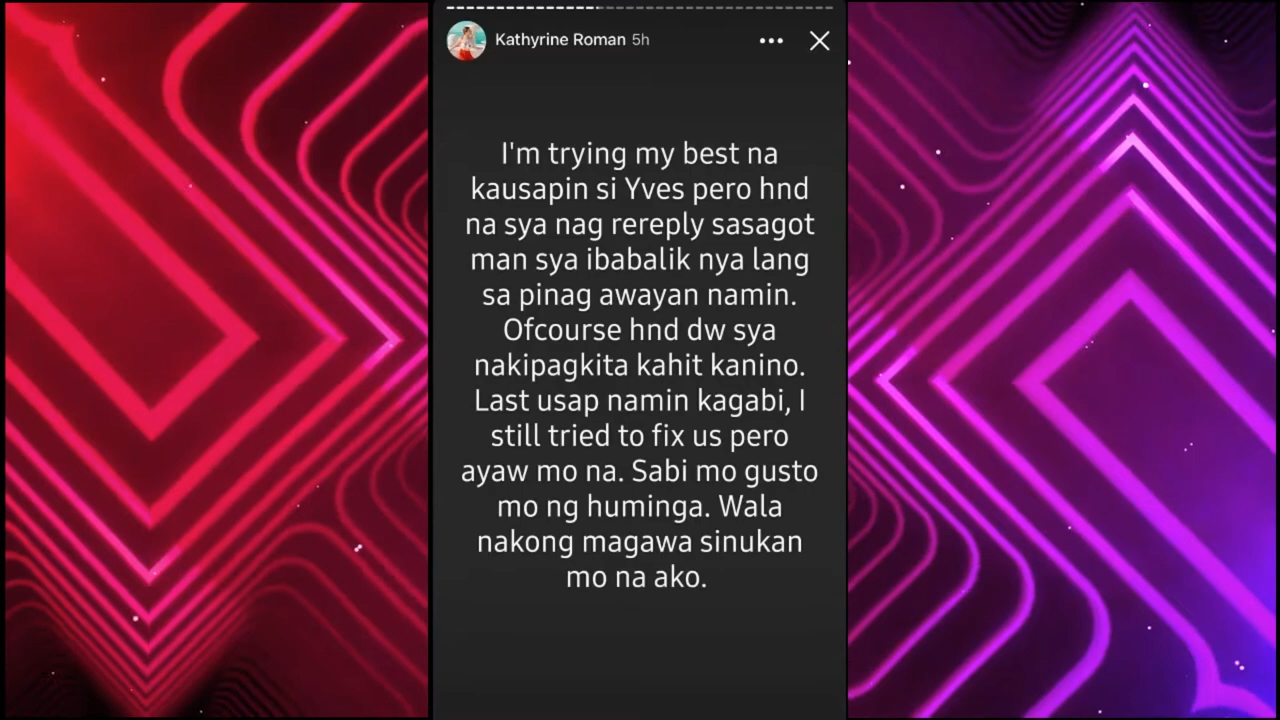 Kathyrine Roman 5h
I'm trying my best na
kausapin si Yves pero hnd
na sya nag rereply sasagot
man sya ibabalik nya lang
sa pinag awayan namin.
Ofcourse hnd dw sya
nakipagkita kahit kanino.
Last usap namin kagabi, I
still tried to fix us pero
ayaw mo na. Sabi mo gusto
mo ng huminga. Wala
nakong magawa sinukan
mo na ako.